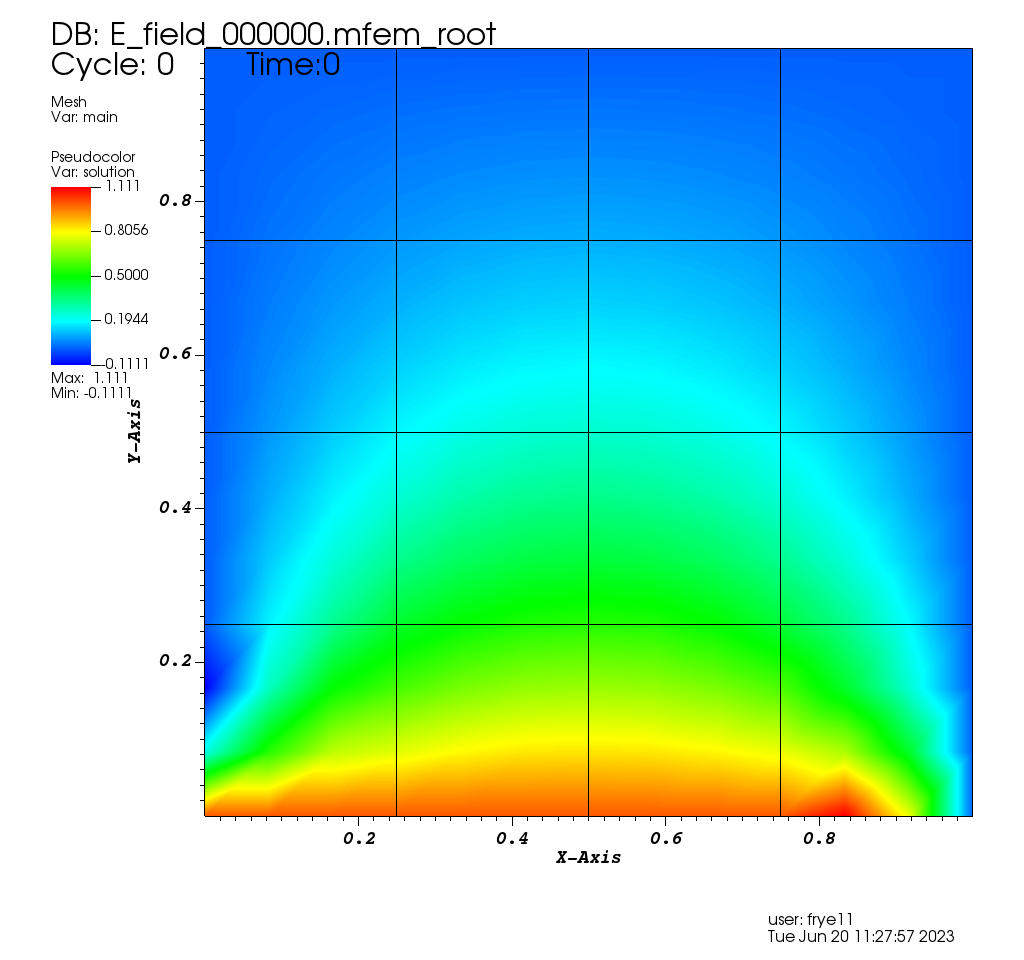 DB: E_field_000000.mfem_root
Cycle: 0 Time:0
Mesh
Var: main
Pseudocolor
Var: solution
1.111
0.8056
0.5000
0.1944
-0.1111
Max: 1.111
Min: -0.1111
0.8
0.6
0.4
0.2
Y-Axis
0.2 0.4 0.6 0.8
X-Axis
user: frye11
Tue Jun 20 11:27:57 2023